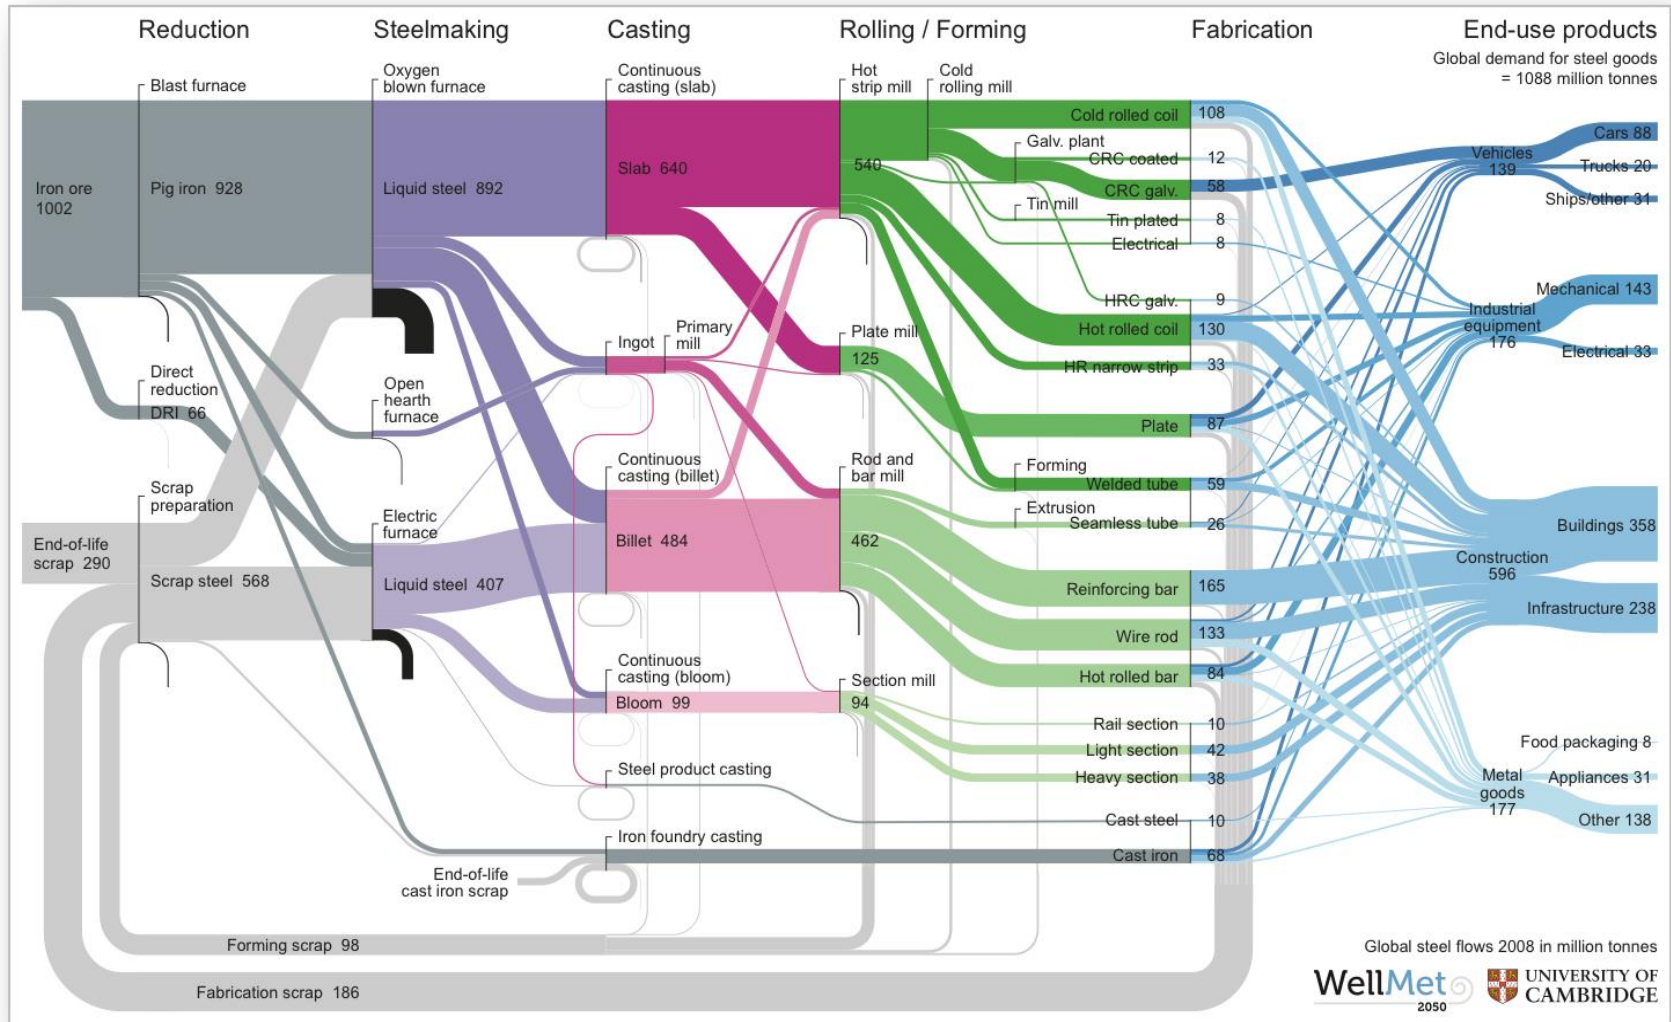 Reduction
Steelmaking
Casting
Rolling / Forming
Fabrication
End-use products
Global demand for steel goods
= 1088 million tonnes
Blast furnace
Oxygen
blown furnace
Continuous
casting (slab)
Hot
strip mill
Cold
rolling mill
Iron ore
1002
Pig iron 928
Liquid steel 892
Slab 640
540
Galv. plant
Tin mill
Cold rolled coil
108
CRC coated
12
CRC galv.
58
Tin plated
8
Electrical
8
HRC galv.
9
Hot rolled coil
130
HR narrow strip
33
Vehicles
139
Cars 88
Trucks 20
Ships/other 31
Direct
reduction
DRI 66
Open
hearth
furnace
Ingot
Primary
mill
Plate mill
125
Plate
87
Industrial
equipment
176
Mechanical 143
Electrical 33
Scrap
preparation
End-of-life
scrap 290
Scrap steel 568
Electric
furnace
Liquid steel 407
Continuous
casting (billet)
Billet 484
Rod and
bar mill
462
Forming
Welded tube
59
Extrusion
Seamless tube
26
Reinforcing bar
165
Wire rod
133
Hot rolled bar
84
Construction
596
Buildings 358
Infrastructure 238
Continuous
casting (bloom)
Bloom 99
Section mill
94
Rail section
10
Light section
42
Heavy section
38
Steel product casting
Cast steel
10
Iron foundry casting
Cast iron
68
End-of-life
cast iron scrap
Metal
goods
177
Food packaging 8
Appliances 31
Other 138
Forming scrap 98
Fabrication scrap 186
Global steel flows 2008 in million tonnes
WellMet
2050
UNIVERSITY OF
CAMBRIDGE